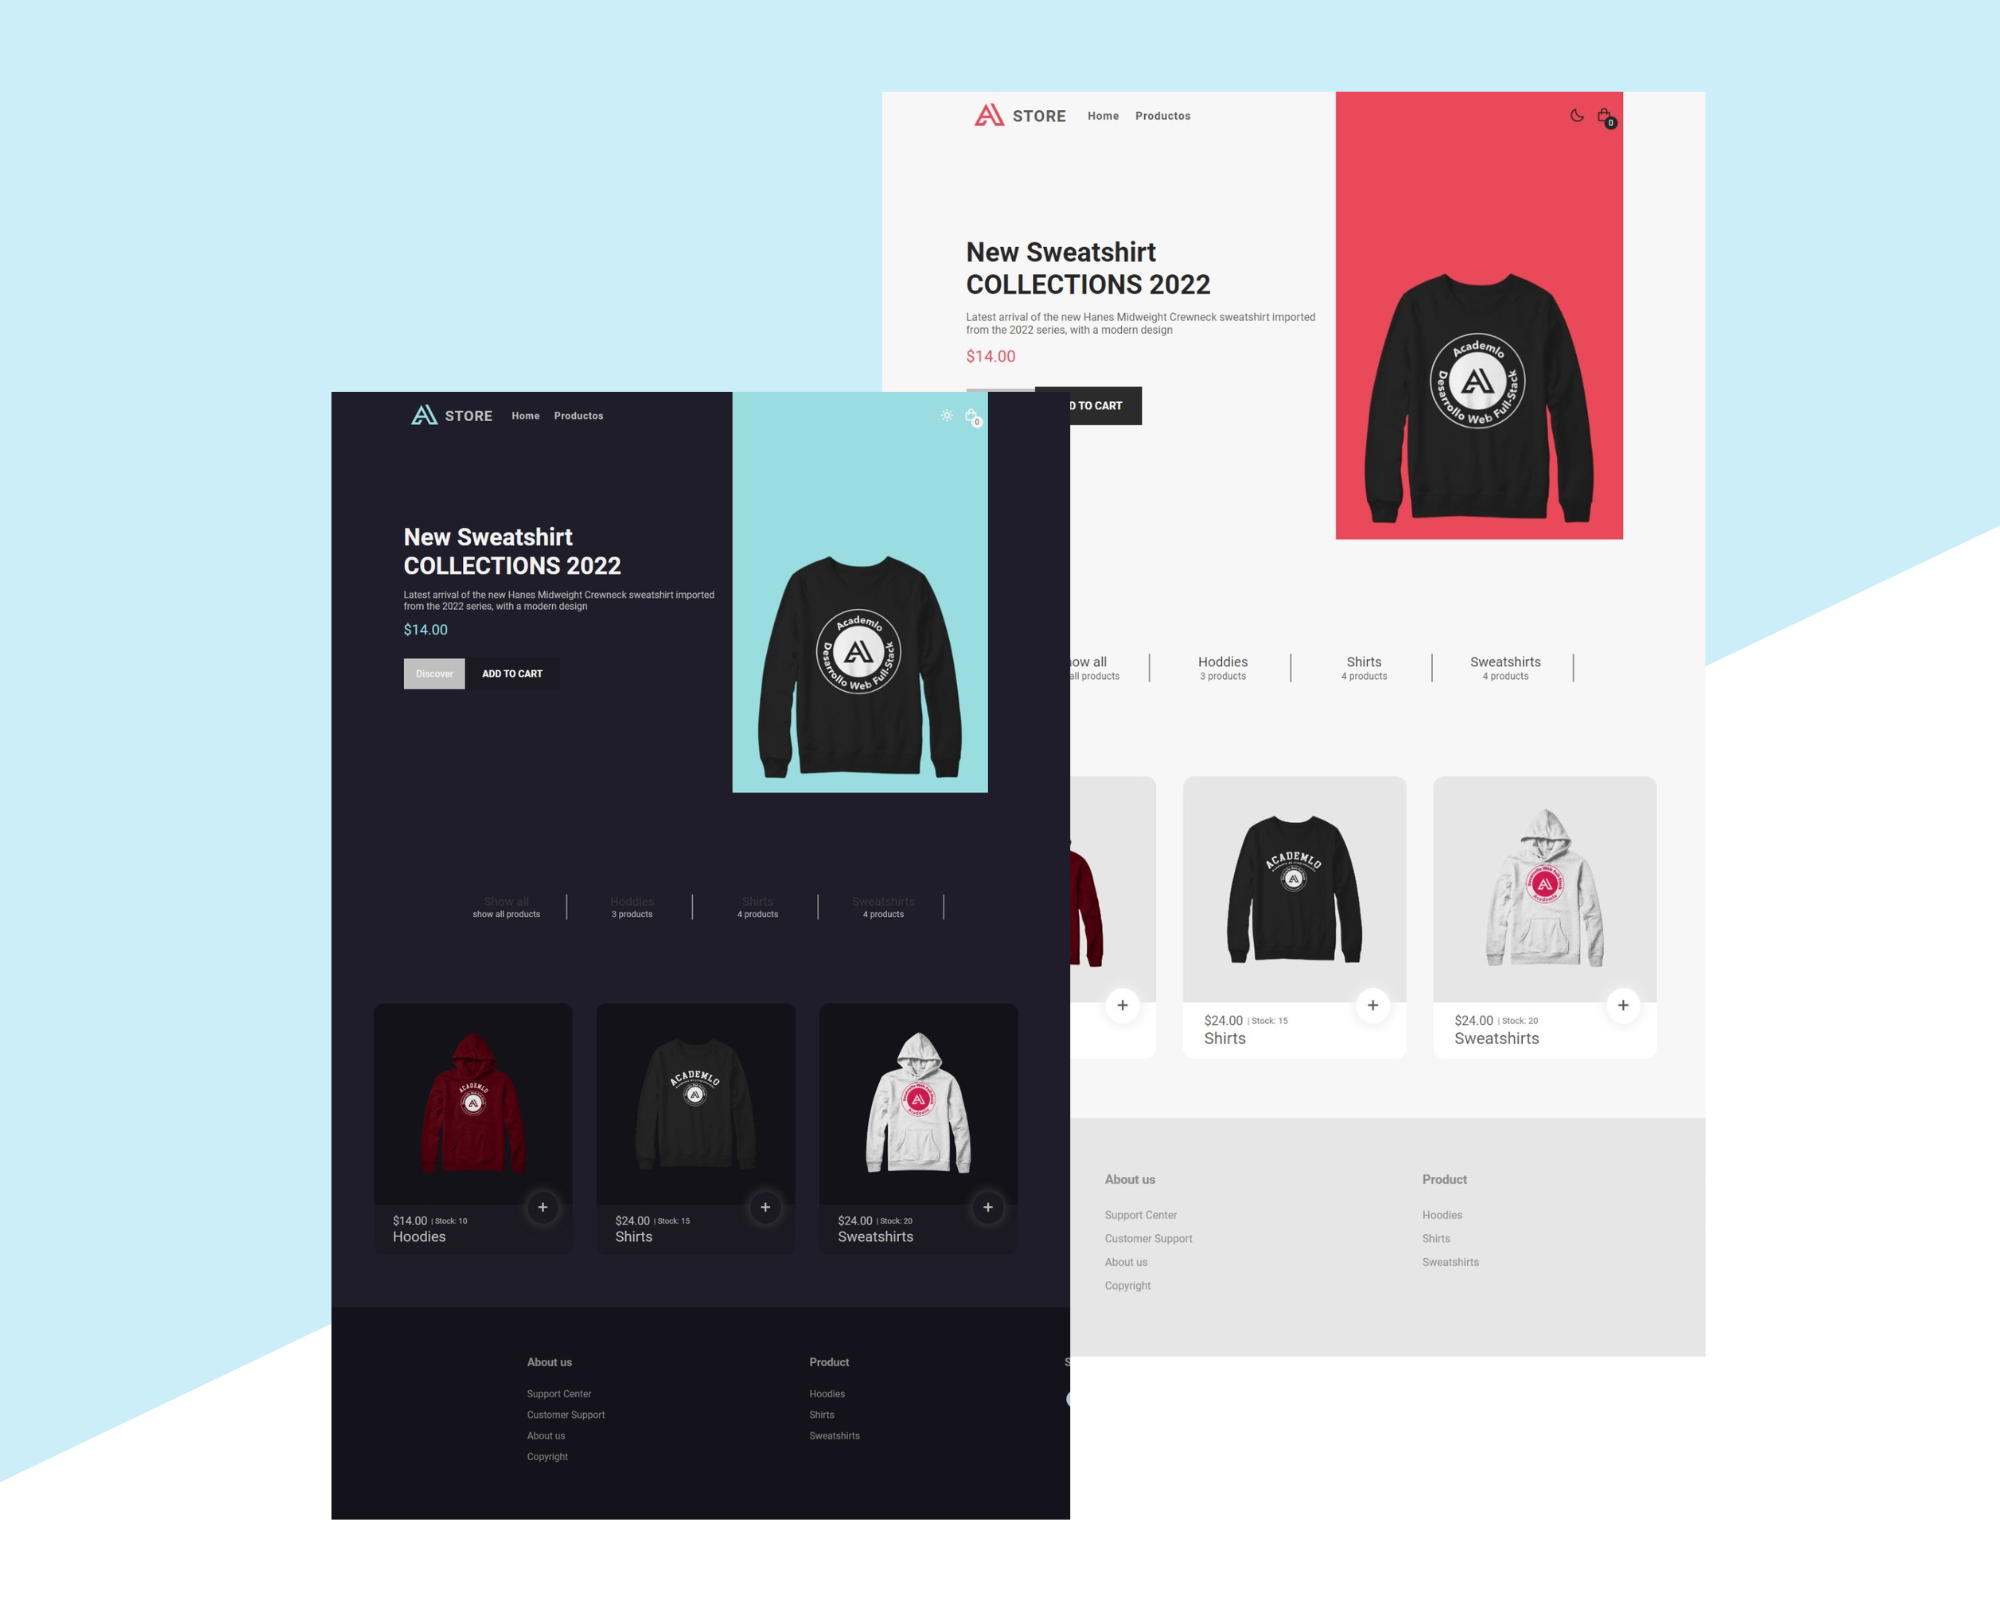 STORE Home Productos
0
New Sweatshirt
COLLECTIONS 2022
Latest arrival of the new Hanes Midweight Crewneck sweatshirt imported
from the 2022 series, with a modern design
$14.00
TO CART
Academlo
Desarrollo Web Full-Stack
all Hoddies Shirts Sweatshirts
all products 3 products 4 products 4 products
ACADEMLO
Academlo
+ + +
$24.00 | Stock: 15
Shirts
$24.00 | Stock: 20
Sweatshirts
About us
Support Center
Customer Support
About us
Copyright
Product
Hoodies
Shirts
Sweatshirts
STORE Home Productos
0
New Sweatshirt
COLLECTIONS 2022
Latest arrival of the new Hanes Midweight Crewneck sweatshirt imported
from the 2022 series, with a modern design
$14.00
Discover ADD TO CART
Academlo
Desarrollo Web Full-Stack
Show all Hoddies Shirts Sweatshirts
show all products 3 products 4 products 4 products
ACADEMLO
ACADEMLO
Academlo
+ + +
$14.00 | Stock: 10
Hoodies
$24.00 | Stock: 15
Shirts
$24.00 | Stock: 20
Sweatshirts
About us
Support Center
Customer Support
About us
Copyright
Product
Hoodies
Shirts
Sweatshirts